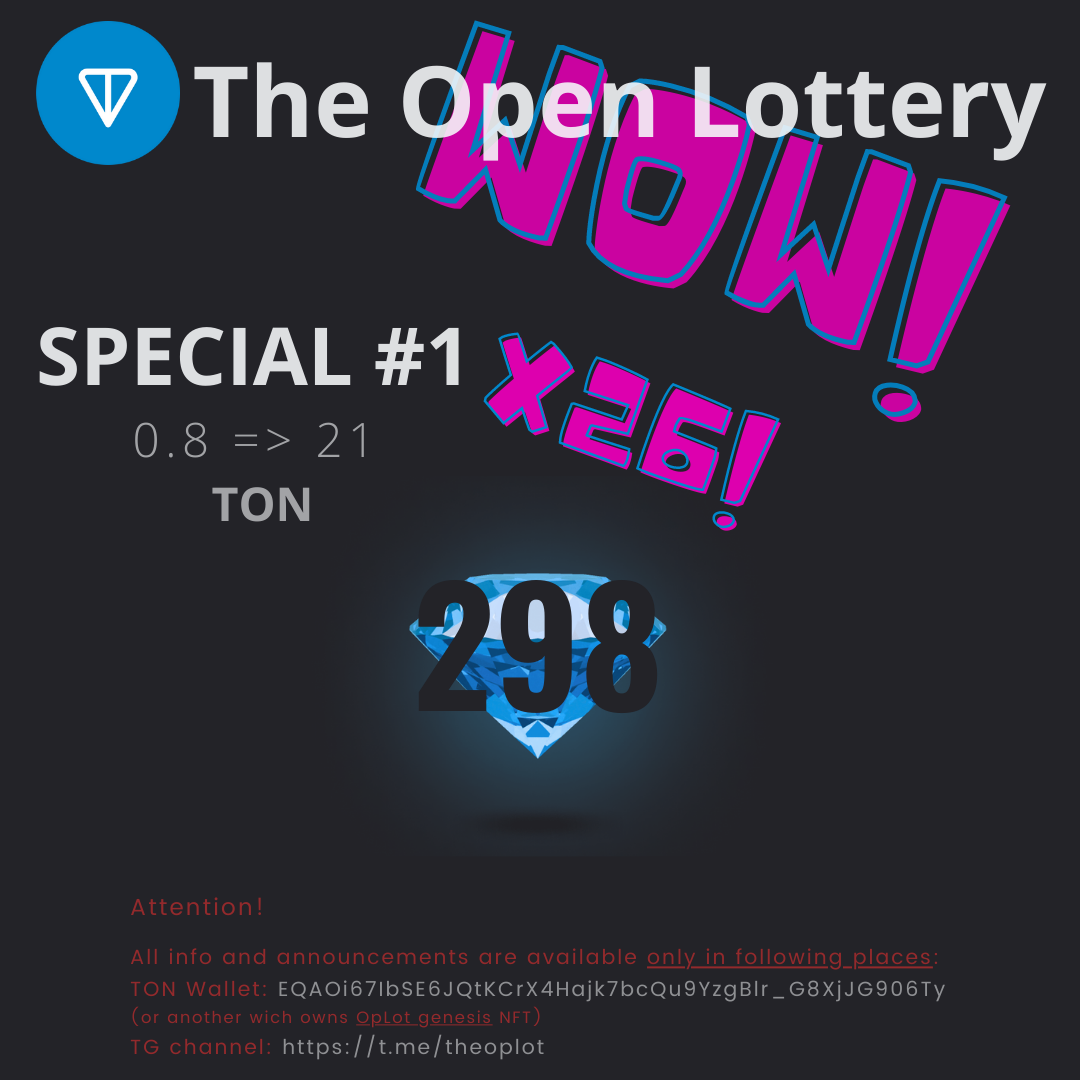 The Open Lottery
WOW!
SPECIAL #1
x26!
0.8 => 21
TON
298
Attention!
All info and announcements are available only in following places:
TON Wallet: EQAOi67IbSE6JQtKCrX4Hajk7bcQu9YzgBlr_G8XjJG906Ty
(or another wich owns OpLot genesis NFT)
TG channel: https://t.me/theoplot